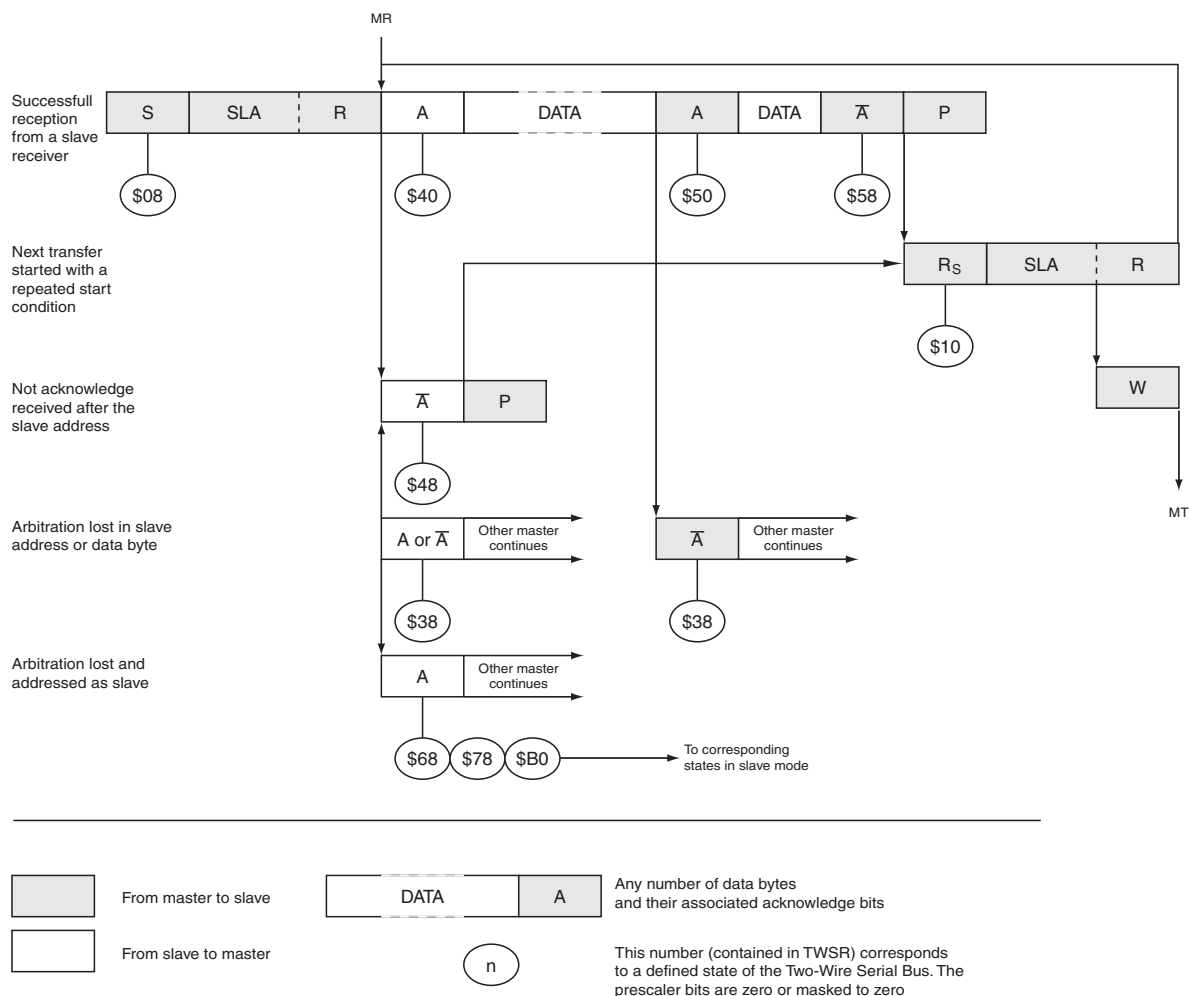 MR
Successfull
reception
from a slave
receiver
S SLA R A DATA A DATA A̅ P
$08 $40 $50 $58
Next transfer
started with a
repeated start
condition
RS SLA R
$10
Not acknowledge
received after the
slave address
A̅ P
W
$48
MT
Arbitration lost in slave
address or data byte
A or A̅
Other master
continues
A̅
Other master
continues
$38 $38
Arbitration lost and
addressed as slave
A
Other master
continues
$68 $78 $B0
To corresponding
states in slave mode
From master to slave
DATA A
Any number of data bytes
and their associated acknowledge bits
From slave to master
n
This number (contained in TWSR) corresponds
to a defined state of the Two-Wire Serial Bus. The
prescaler bits are zero or masked to zero